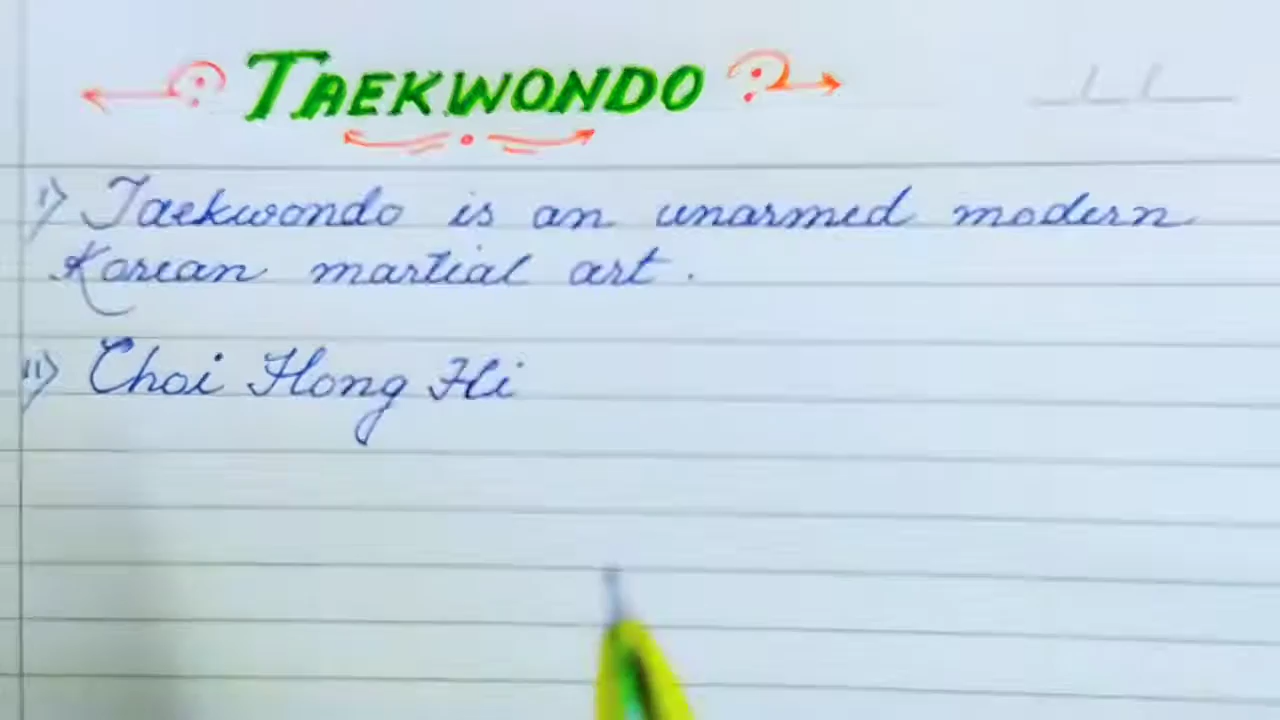 TAEKWONDO
i) Taekwondo is an unarmed modern
Korean martial art.
ii) Choi Hong Hi